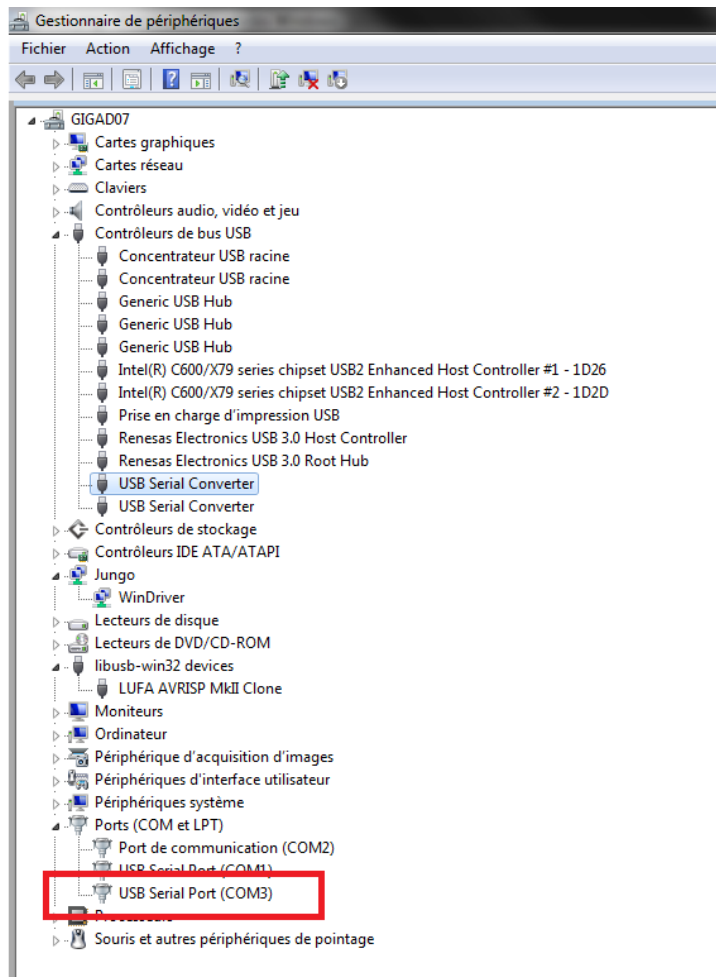 Gestionnaire de périphériques
Fichier Action Affichage ?
GIGAD07
Cartes graphiques
Cartes réseau
Claviers
Contrôleurs audio, vidéo et jeu
Contrôleurs de bus USB
Concentrateur USB racine
Concentrateur USB racine
Generic USB Hub
Generic USB Hub
Generic USB Hub
Intel(R) C600/X79 series chipset USB2 Enhanced Host Controller #1 - 1D26
Intel(R) C600/X79 series chipset USB2 Enhanced Host Controller #2 - 1D2D
Prise en charge d'impression USB
Renesas Electronics USB 3.0 Host Controller
Renesas Electronics USB 3.0 Root Hub
USB Serial Converter
USB Serial Converter
Contrôleurs de stockage
Contrôleurs IDE ATA/ATAPI
Jungo
WinDriver
Lecteurs de disque
Lecteurs de DVD/CD-ROM
libusb-win32 devices
LUFA AVRISP MkII Clone
Moniteurs
Ordinateur
Périphérique d'acquisition d'images
Périphériques d'interface utilisateur
Périphériques système
Ports (COM et LPT)
Port de communication (COM2)
USB Serial Port (COM1)
USB Serial Port (COM3)
Processeurs
Souris et autres périphériques de pointage